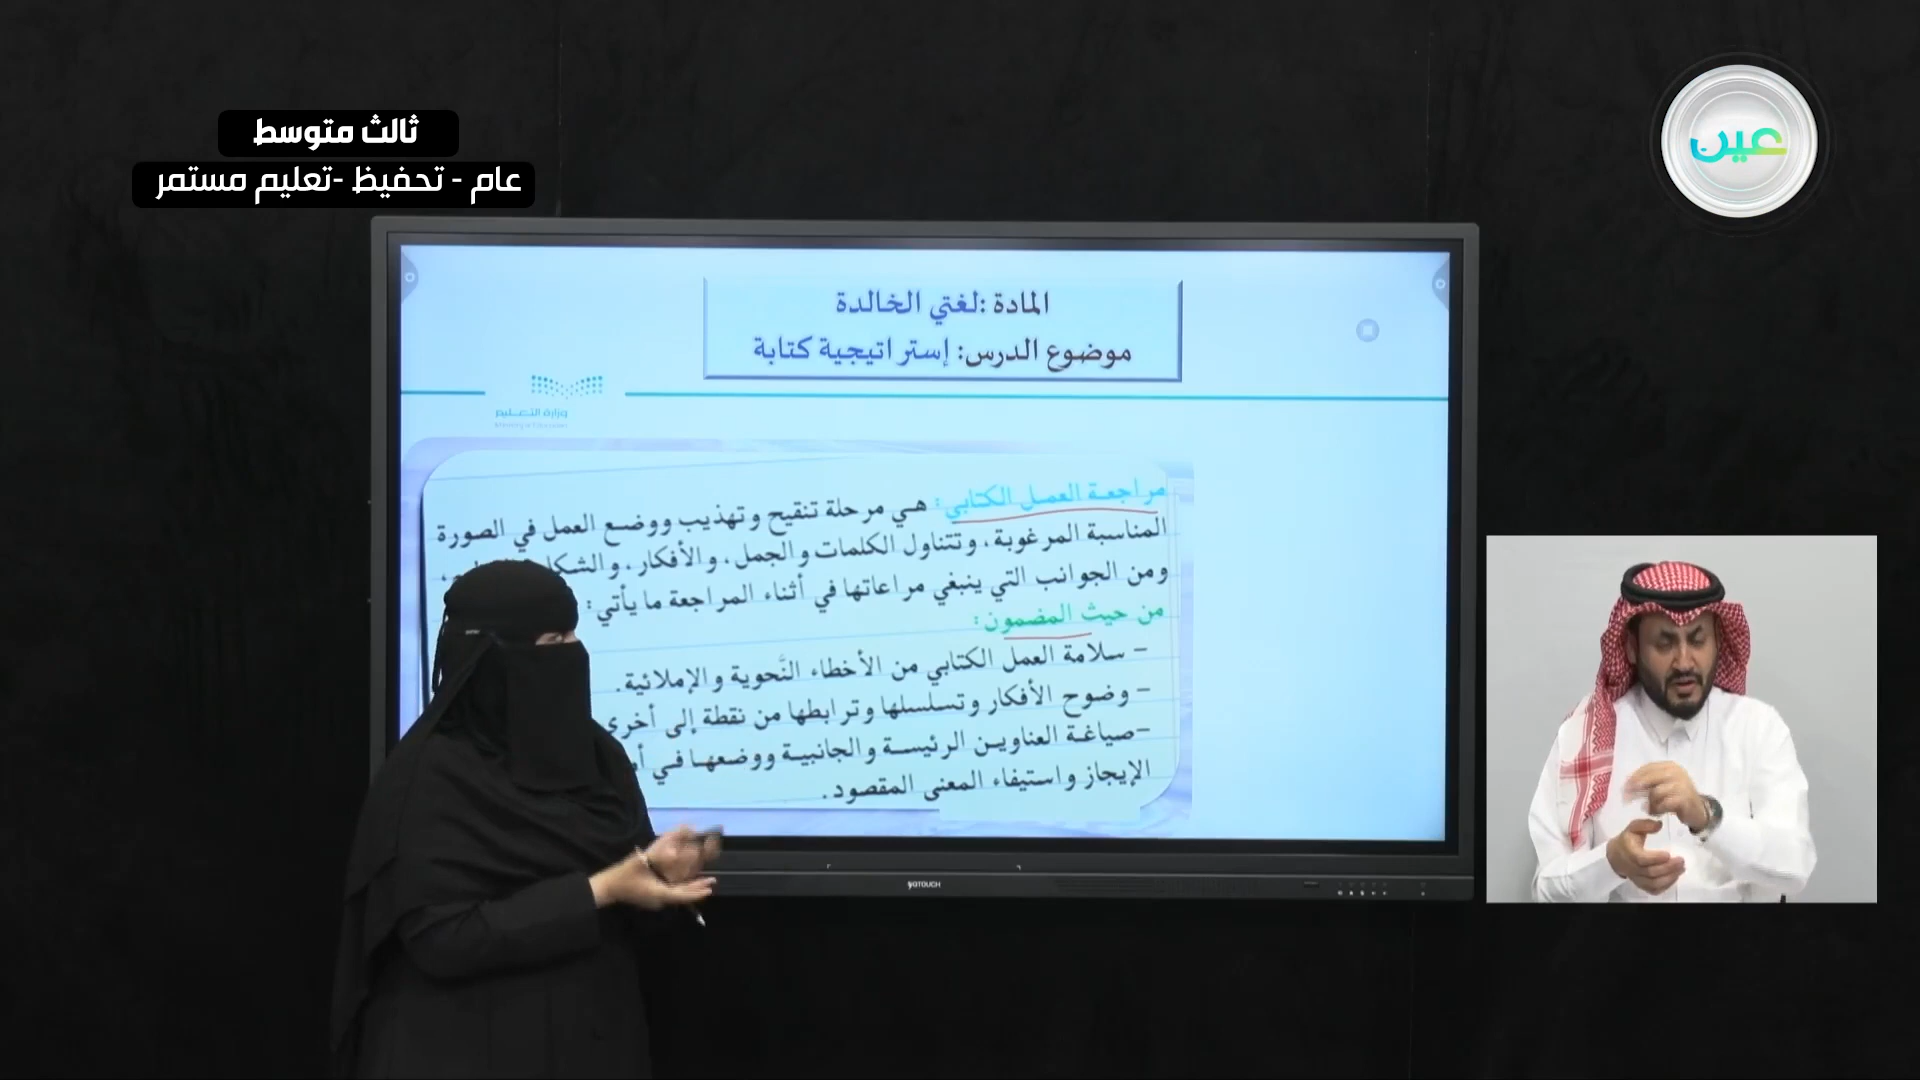 ثالث متوسط
عام - تحفيظ -تعليم مستمر
عين
المادة :لغتي الخالدة
موضوع الدرس: إستراتيجية كتابة
وزارة التعليم
Ministry of Education
مراجعة العمل الكتابي: هي مرحلة تنقيح وتهذيب ووضع العمل في الصورة
المناسبة المرغوبة، وتتناول الكلمات والجمل، والأفكار، والشكل
ومن الجوانب التي ينبغي مراعاتها في أثناء المراجعة ما يأتي:
من حيث المضمون:
- سلامة العمل الكتابي من الأخطاء النَّحوية والإملائية.
- وضوح الأفكار وتسلسلها وترابطها من نقطة إلى أخرى
-صياغة العناوين الرئيسة والجانبية ووضعها في
الإيجاز واستيفاء المعنى المقصود.